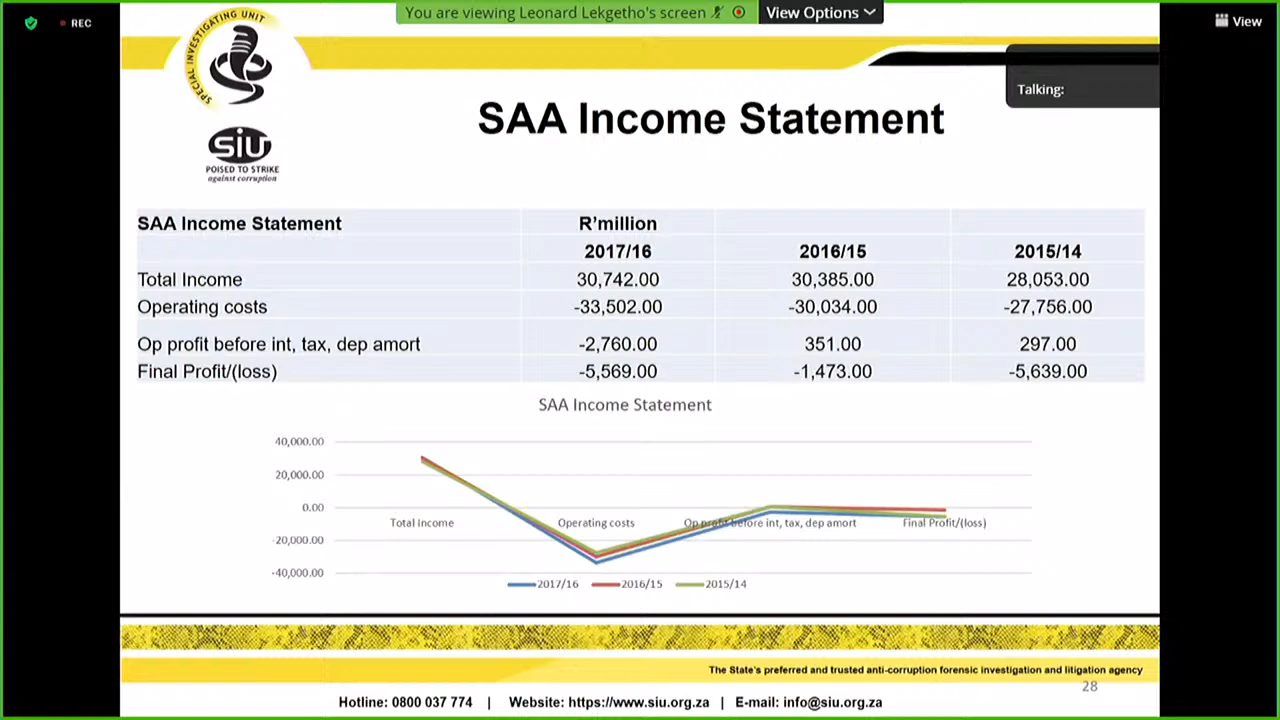 You are viewing Leonard Lekgetho's screen
View Options
REC
View
Talking:
SPECIAL INVESTIGATING UNIT
SIU
POISED TO STRIKE
against corruption
SAA Income Statement
SAA Income Statement R'million
2017/16 2016/15 2015/14
Total Income 30,742.00 30,385.00 28,053.00
Operating costs -33,502.00 -30,034.00 -27,756.00
Op profit before int, tax, dep amort -2,760.00 351.00 297.00
Final Profit/(loss) -5,569.00 -1,473.00 -5,639.00
SAA Income Statement
40,000.00
20,000.00
0.00
Total Income Operating costs Op profit before int, tax, dep amort Final Profit/(loss)
-20,000.00
-40,000.00
2017/16 2016/15 2015/14
The State's preferred and trusted anti-corruption forensic investigation and litigation agency
28
Hotline: 0800 037 774 | Website: https://www.siu.org.za | E-mail: info@siu.org.za